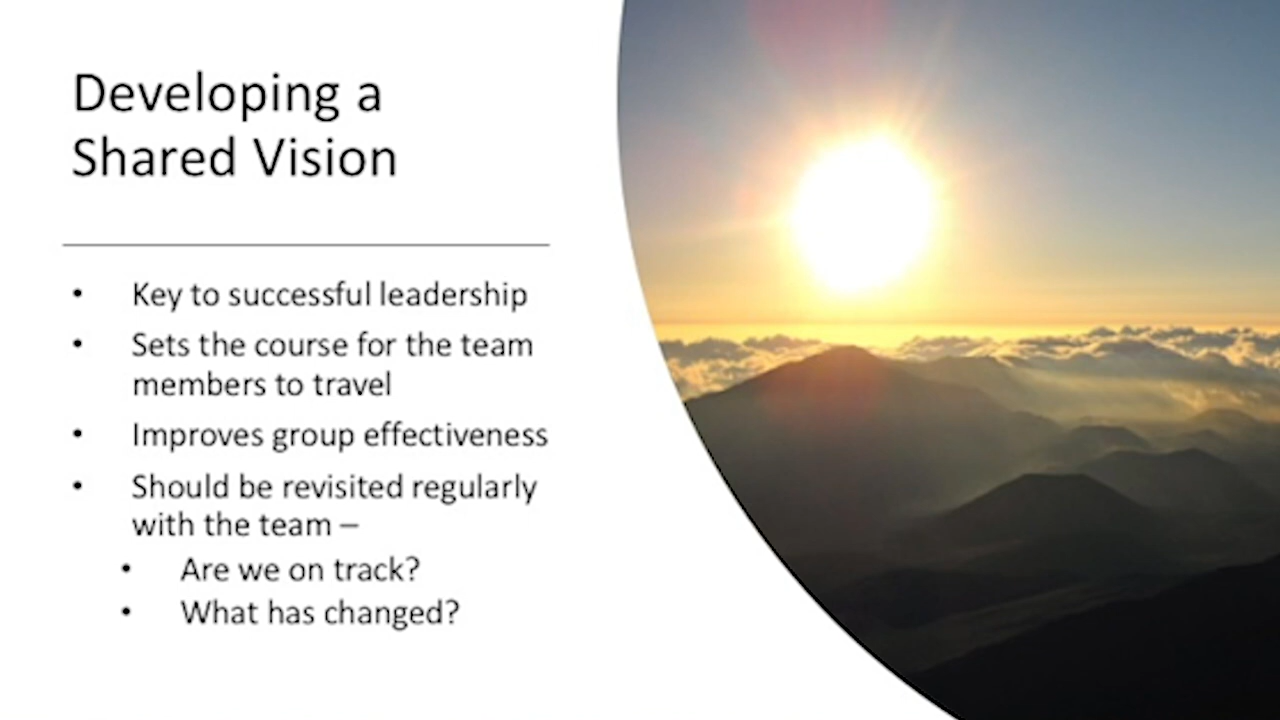 Developing a
Shared Vision
• Key to successful leadership
• Sets the course for the team
members to travel
• Improves group effectiveness
• Should be revisited regularly
with the team –
• Are we on track?
• What has changed?